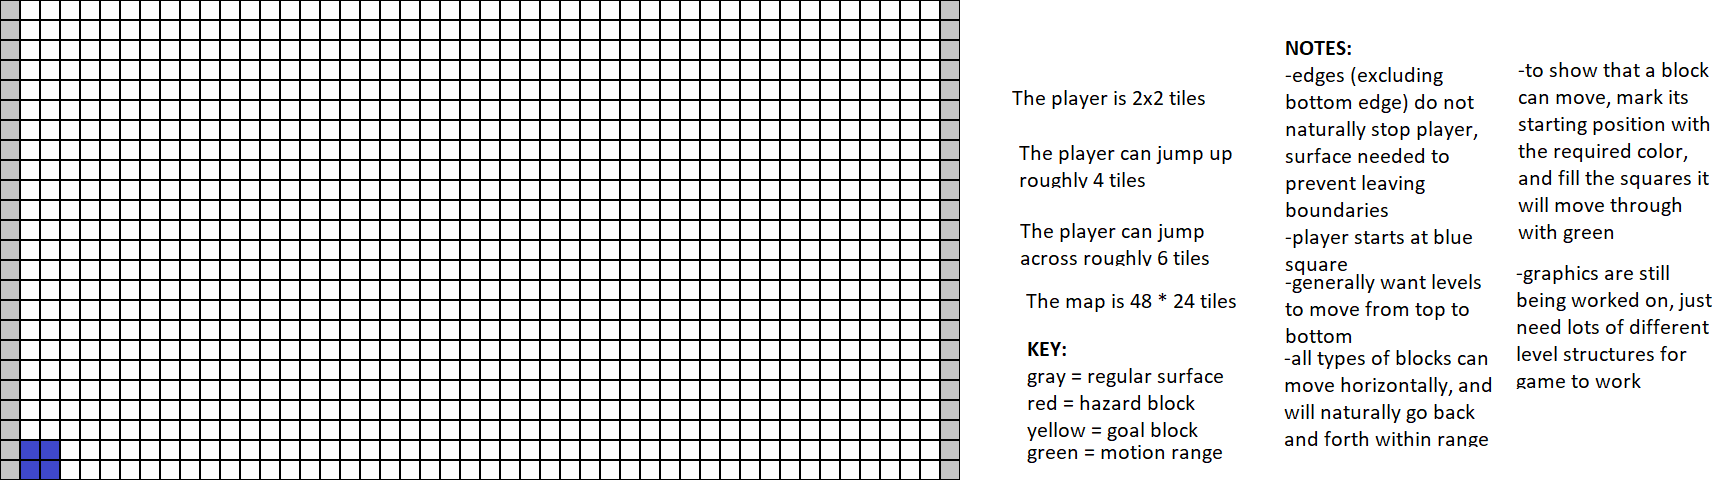 The player is 2x2 tiles
The player can jump up
roughly 4 tiles
The player can jump
across roughly 6 tiles
The map is 48 * 24 tiles
KEY:
gray = regular surface
red = hazard block
yellow = goal block
green = motion range
NOTES:
-edges (excluding
bottom edge) do not
naturally stop player,
surface needed to
prevent leaving
boundaries
-player starts at blue
square
-generally want levels
to move from top to
bottom
-all types of blocks can
move horizontally, and
will naturally go back
and forth within range
-to show that a block
can move, mark its
starting position with
the required color,
and fill the squares it
will move through
with green
-graphics are still
being worked on, just
need lots of different
level structures for
game to work